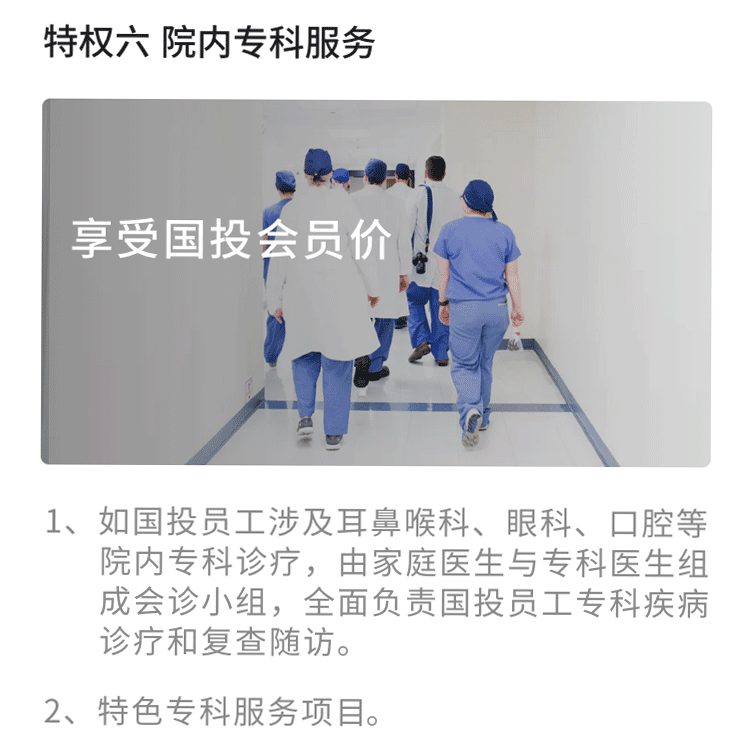 特权六 院内专科服务
享受国投会员价
1、如国投员工涉及耳鼻喉科、眼科、口腔等
院内专科诊疗，由家庭医生与专科医生组
成会诊小组，全面负责国投员工专科疾病
诊疗和复查随访。
2、特色专科服务项目。